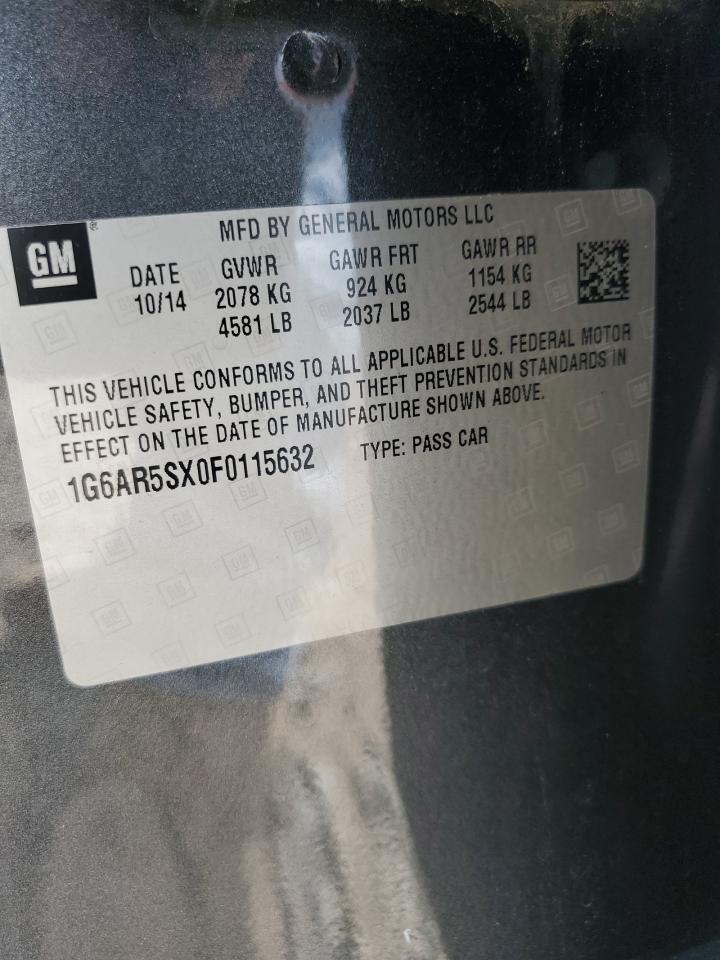 GM
MFD BY GENERAL MOTORS LLC
DATE GVWR GAWR FRT GAWR RR
10/14 2078 KG 924 KG 1154 KG
4581 LB 2037 LB 2544 LB
THIS VEHICLE CONFORMS TO ALL APPLICABLE U.S. FEDERAL MOTOR
VEHICLE SAFETY, BUMPER, AND THEFT PREVENTION STANDARDS IN
EFFECT ON THE DATE OF MANUFACTURE SHOWN ABOVE.
1G6AR5SX0F0115632 TYPE: PASS CAR